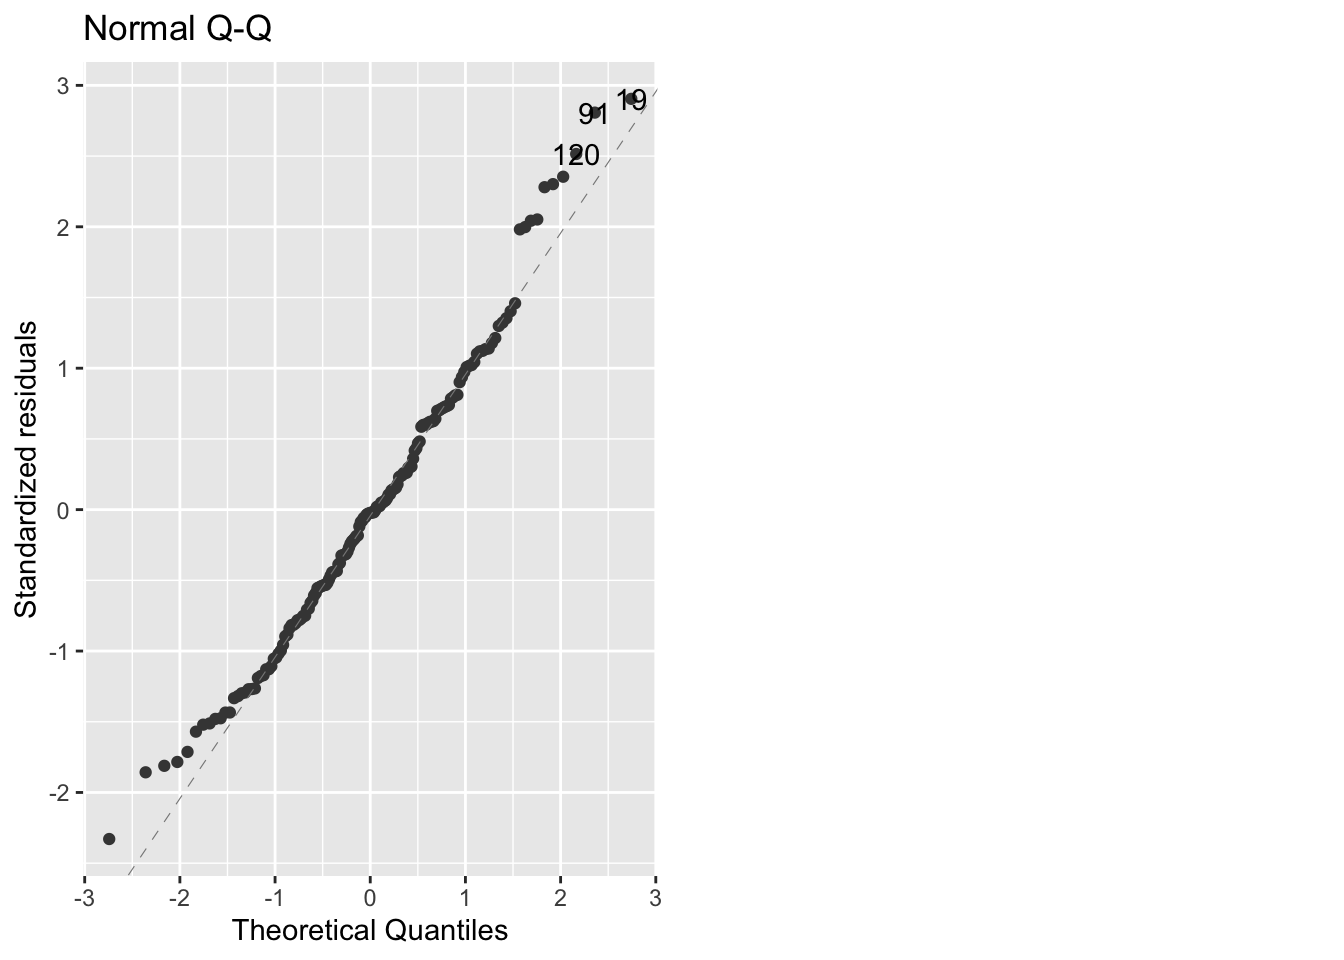 Normal Q-Q
3
19
91
120
2
1
0
-1
-2
Standardized residuals
-3 -2 -1 0 1 2 3
Theoretical Quantiles